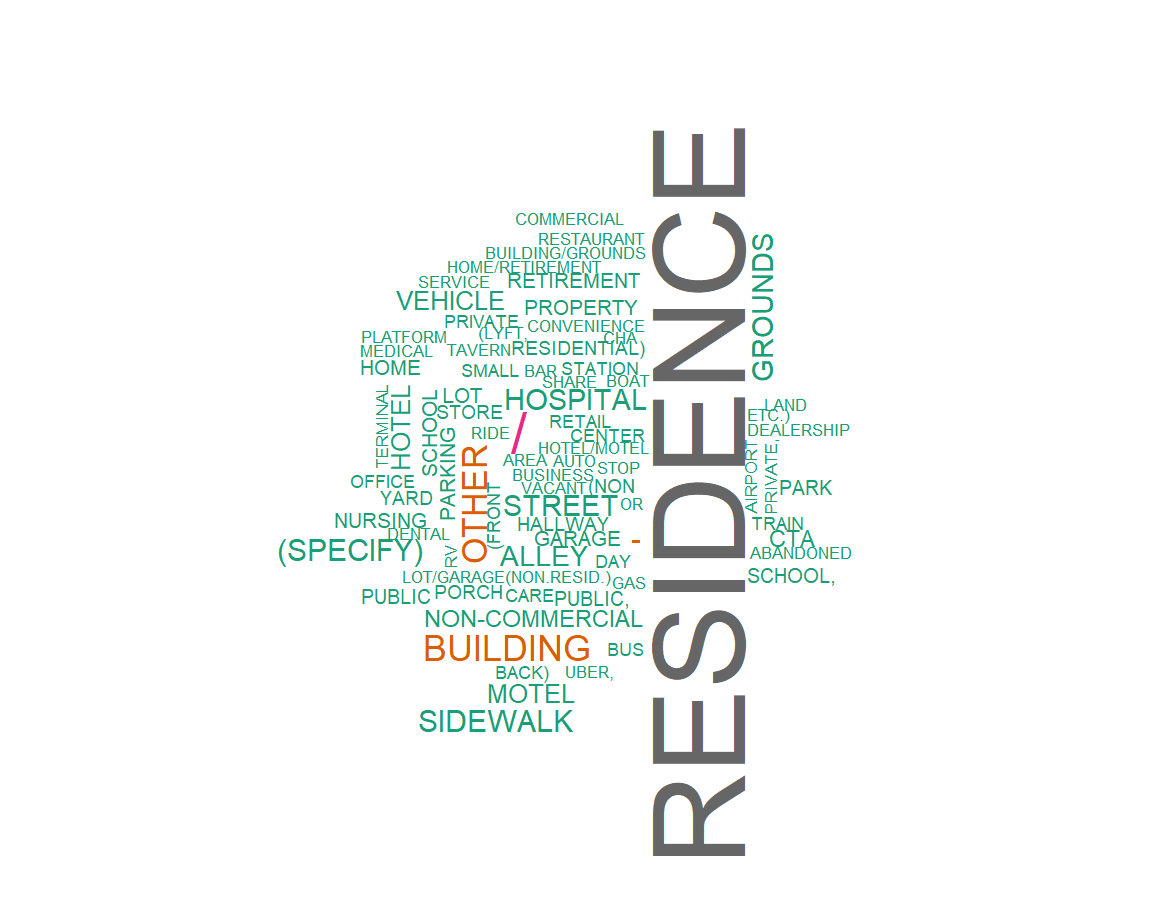 COMMERCIAL
RESTAURANT
BUILDING/GROUNDS
HOME/RETIREMENT
SERVICE
RETIREMENT
VEHICLE
PROPERTY
PRIVATE
(LYFT,
CONVENIENCE
PLATFORM
CHA
MEDICAL
TAVERN
RESIDENTIAL)
HOME
SMALL
BAR
STATION
SHARE
BOAT
TERMINAL
HOTEL
SCHOOL
LOT
HOSPITAL
STORE
/
RETAIL
RIDE
CENTER
HOTEL/MOTEL
PARKING
OTHER
AREA
AUTO
STOP
BUSINESS
OFFICE
VACANT
(NON
YARD
(FRONT
STREET
OR
NURSING
HALLWAY
DENTAL
GARAGE
-
(SPECIFY)
RV
ALLEY
DAY
LOT/GARAGE(NON.RESID.)
GAS
PUBLIC
PORCH
CARE
PUBLIC,
NON-COMMERCIAL
BUILDING
BUS
BACK)
UBER,
MOTEL
SIDEWALK
RESIDENCE
GROUNDS
LAND
ETC.)
DEALERSHIP
AIRPORT
PRIVATE,
PARK
TRAIN
CTA
ABANDONED
SCHOOL,